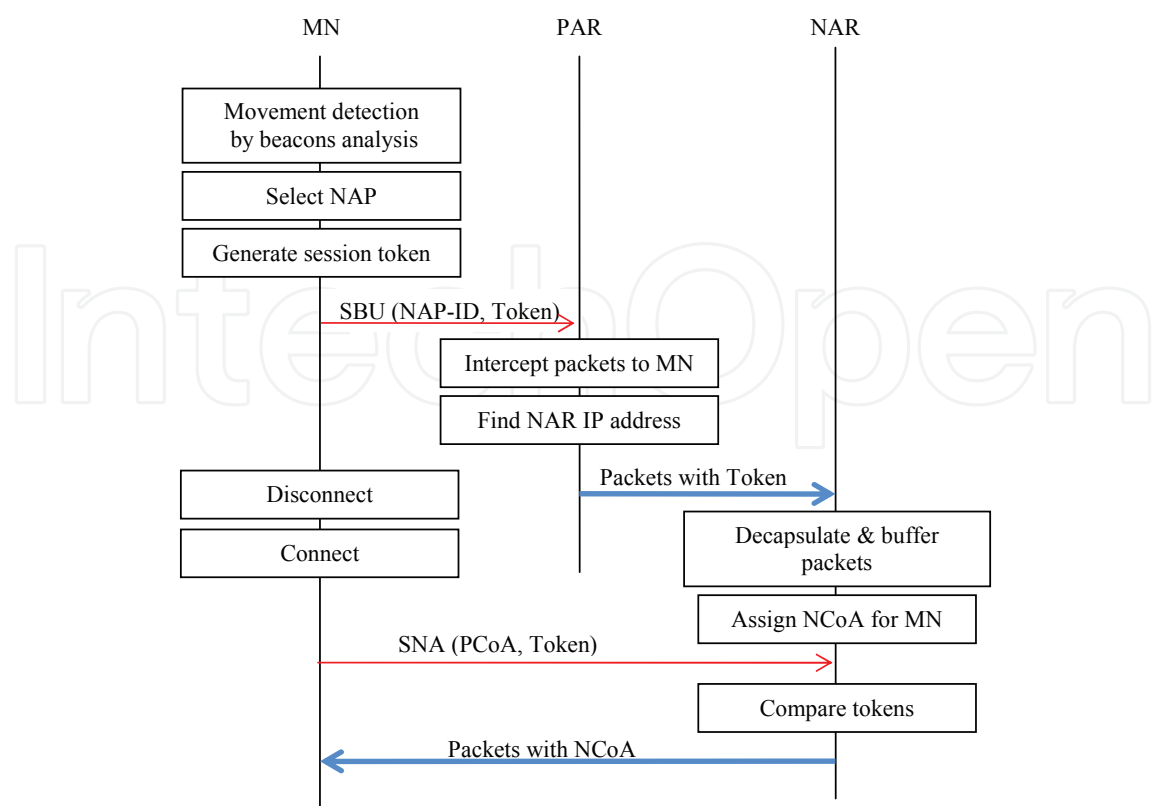 MN PAR NAR
Movement detection
by beacons analysis
Select NAP
Generate session token
SBU (NAP-ID, Token)
Intercept packets to MN
Find NAR IP address
Packets with Token
Disconnect
Decapsulate & buffer
packets
Connect
Assign NCoA for MN
SNA (PCoA, Token)
Compare tokens
Packets with NCoA
IntechOpen